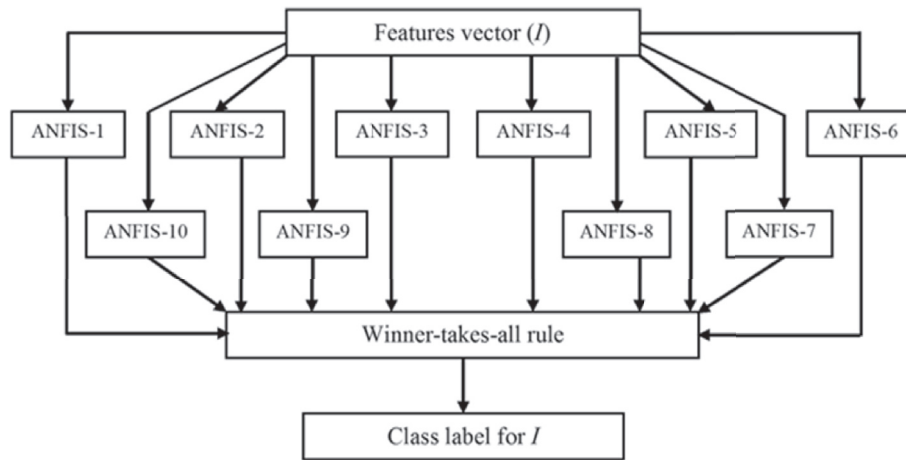 Features vector (I)
ANFIS-1
ANFIS-2
ANFIS-3
ANFIS-4
ANFIS-5
ANFIS-6
ANFIS-10
ANFIS-9
ANFIS-8
ANFIS-7
Winner-takes-all rule
Class label for I